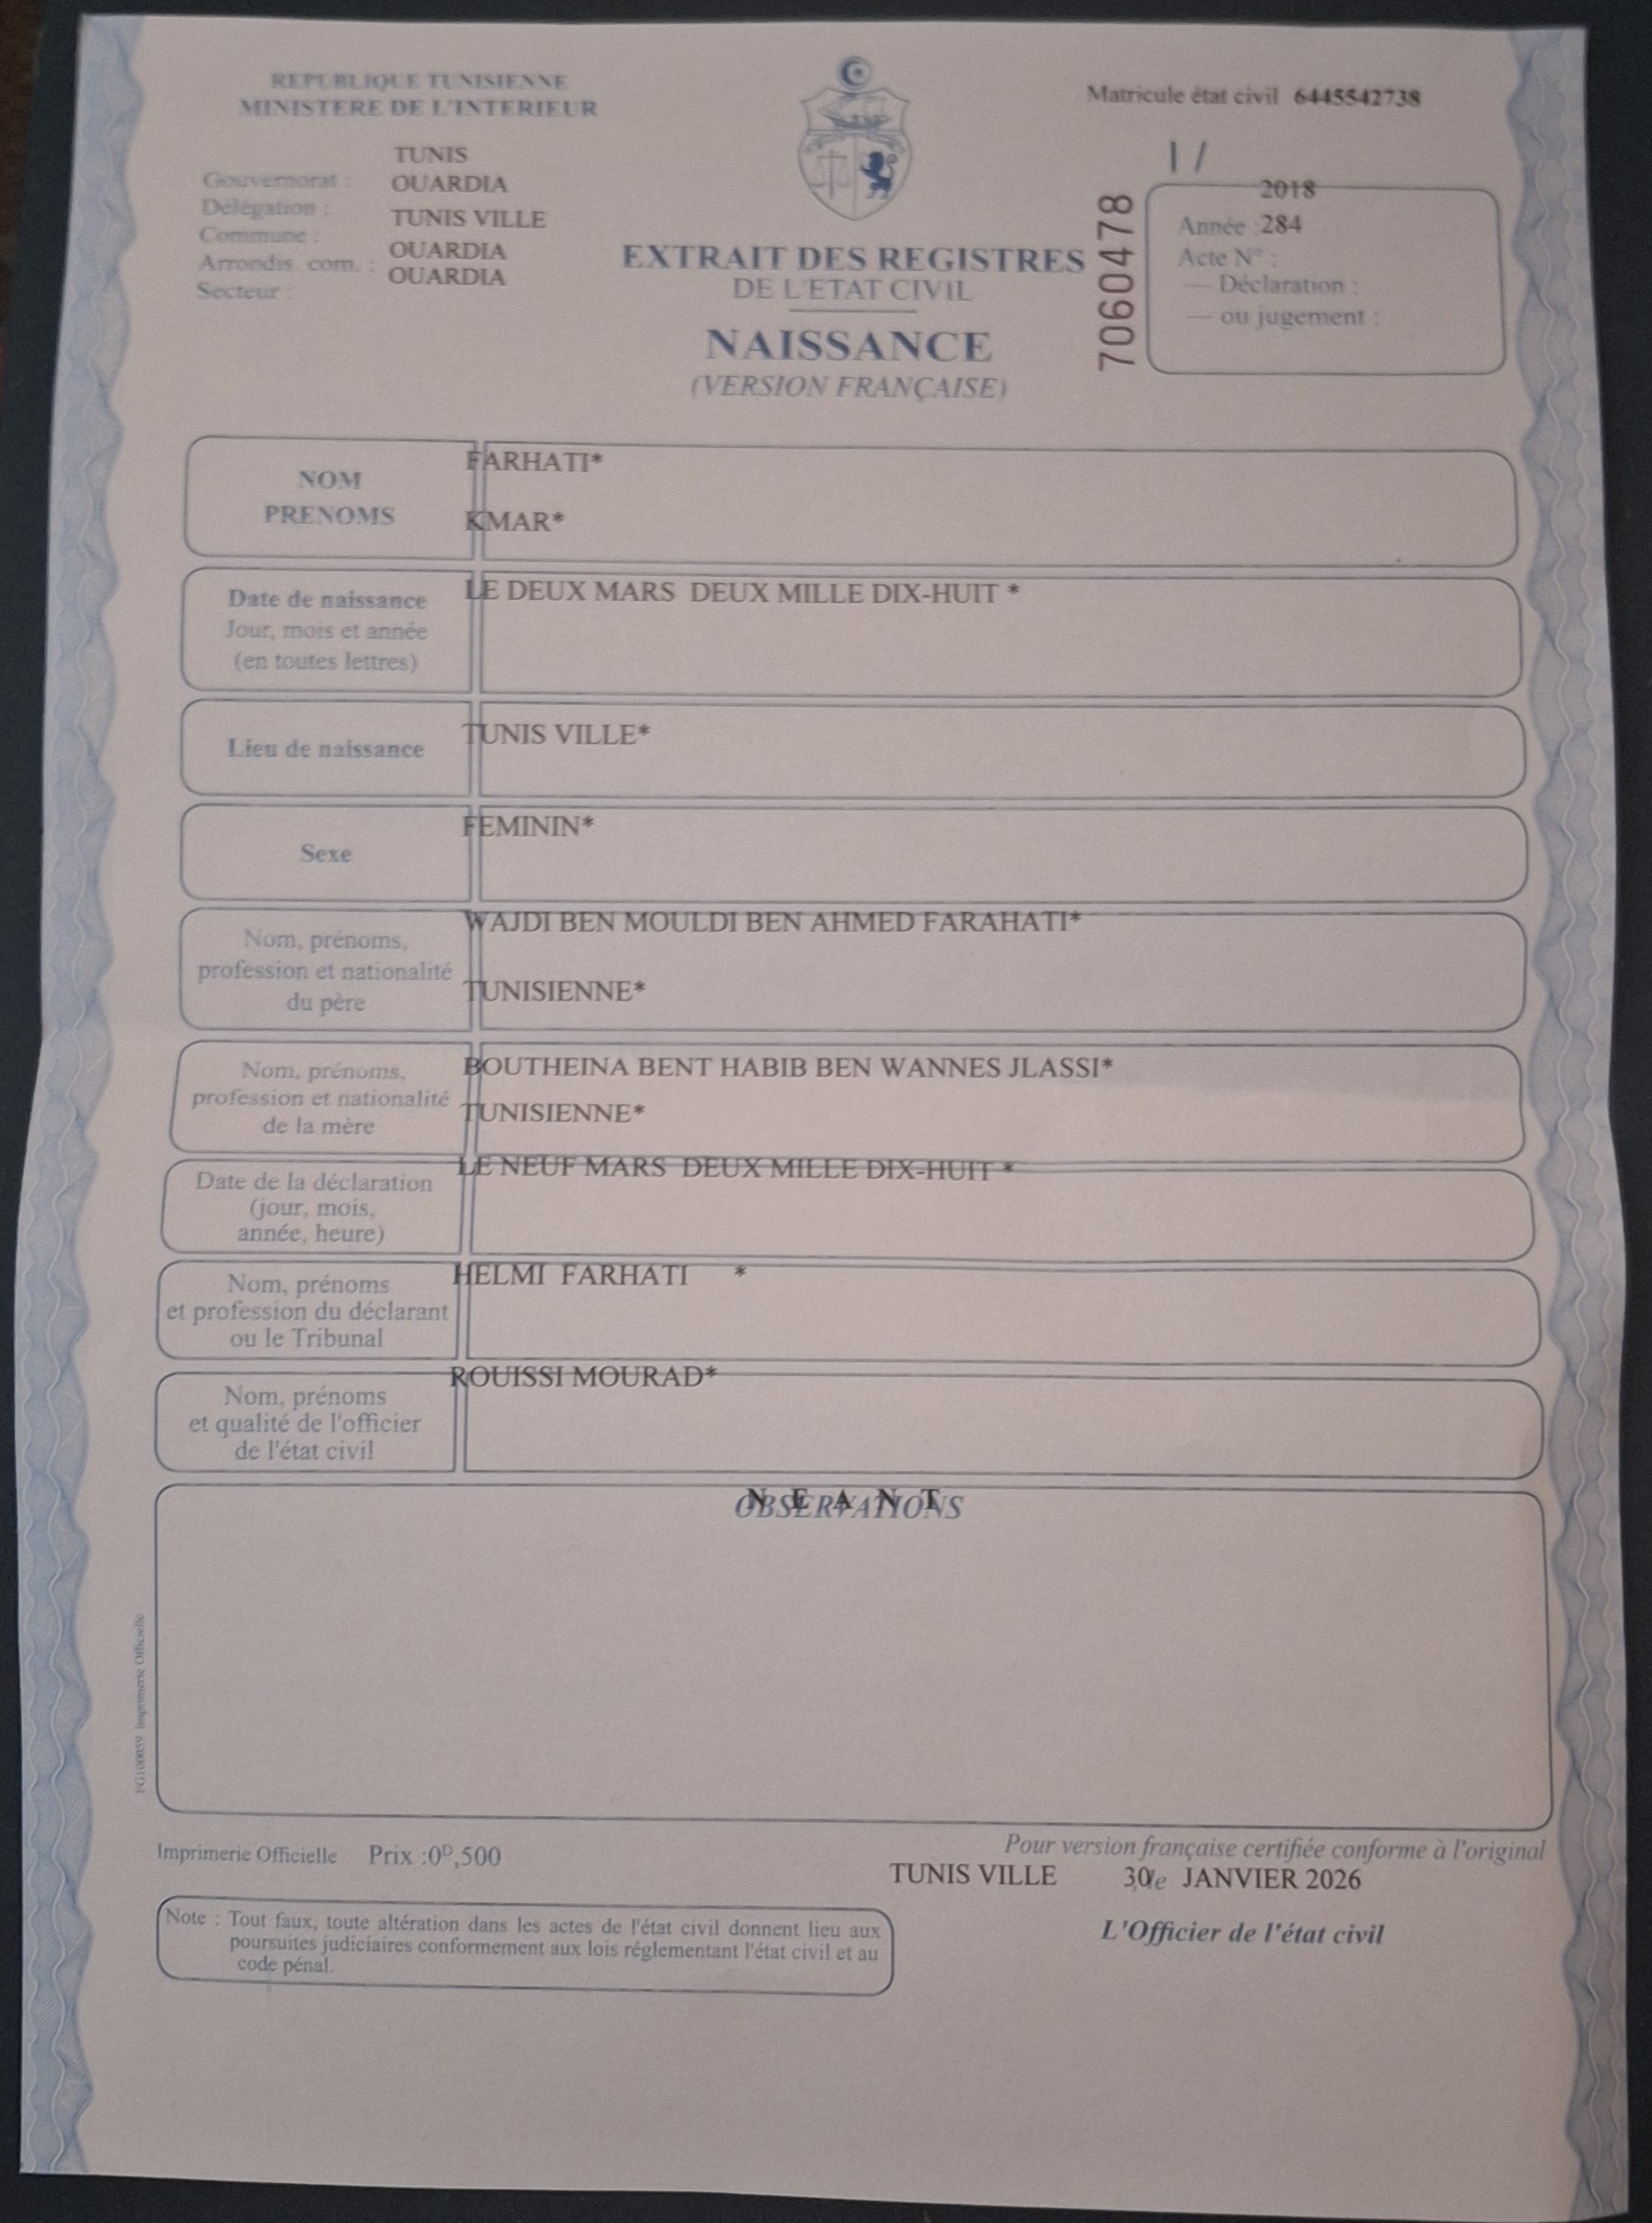 REPUBLIQUE TUNISIENNE
MINISTERE DE L'INTERIEUR
TUNIS
Gouvernorat :
OUARDIA
Délégation :
TUNIS VILLE
Commune :
OUARDIA
Arrondis. com. :
OUARDIA
Secteur :
EXTRAIT DES REGISTRES
DE L'ETAT CIVIL
NAISSANCE
(VERSION FRANÇAISE)
Matricule état civil 6445542738
1/
7060478
2018
Année : 284
Acte N° :
— Déclaration :
— ou jugement :
NOM
PRENOMS
FARHATI*
KMAR*
Date de naissance
Jour, mois et année
(en toutes lettres)
LE DEUX MARS DEUX MILLE DIX-HUIT *
Lieu de naissance
TUNIS VILLE*
Sexe
FEMININ*
Nom, prénoms,
profession et nationalité
du père
WAJDI BEN MOULDI BEN AHMED FARAHATI*
TUNISIENNE*
Nom, prénoms,
profession et nationalité
de la mère
BOUTHEINA BENT HABIB BEN WANNES JLASSI*
TUNISIENNE*
Date de la déclaration
(jour, mois,
année, heure)
LE NEUF MARS DEUX MILLE DIX-HUIT *
Nom, prénoms
et profession du déclarant
ou le Tribunal
HELMI FARHATI *
Nom, prénoms
et qualité de l'officier
de l'état civil
ROUISSI MOURAD*
OBSERVATIONS
N E A N T
FG100059 Imprimerie Officielle
Imprimerie Officielle Prix :0ᴰ,500
Pour version française certifiée conforme à l'original
TUNIS VILLE 30, le JANVIER 2026
L'Officier de l'état civil
Note : Tout faux, toute altération dans les actes de l'état civil donnent lieu aux
poursuites judiciaires conformement aux lois réglementant l'état civil et au
code pénal.